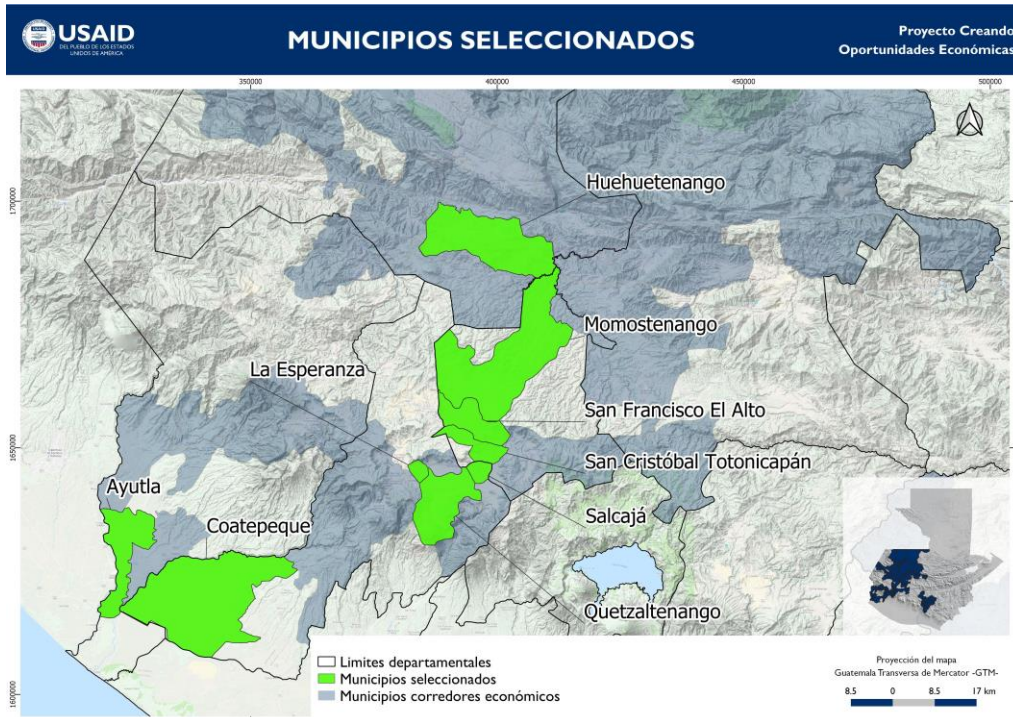 USAID
DEL PUEBLO DE LOS ESTADOS
UNIDOS DE AMÉRICA
MUNICIPIOS SELECCIONADOS
Proyecto Creando
Oportunidades Económicas
350000
400000
450000
500000
1700000
1650000
1600000
Huehuetenango
Momostenango
La Esperanza
San Francisco El Alto
San Cristóbal Totonicapán
Ayutla
Coatepeque
Salcajá
Quetzaltenango
Limites departamentales
Municipios seleccionados
Municipios corredores económicos
Proyección del mapa
Guatemala Transversa de Mercator -GTM-
8.5 0 8.5 17 km